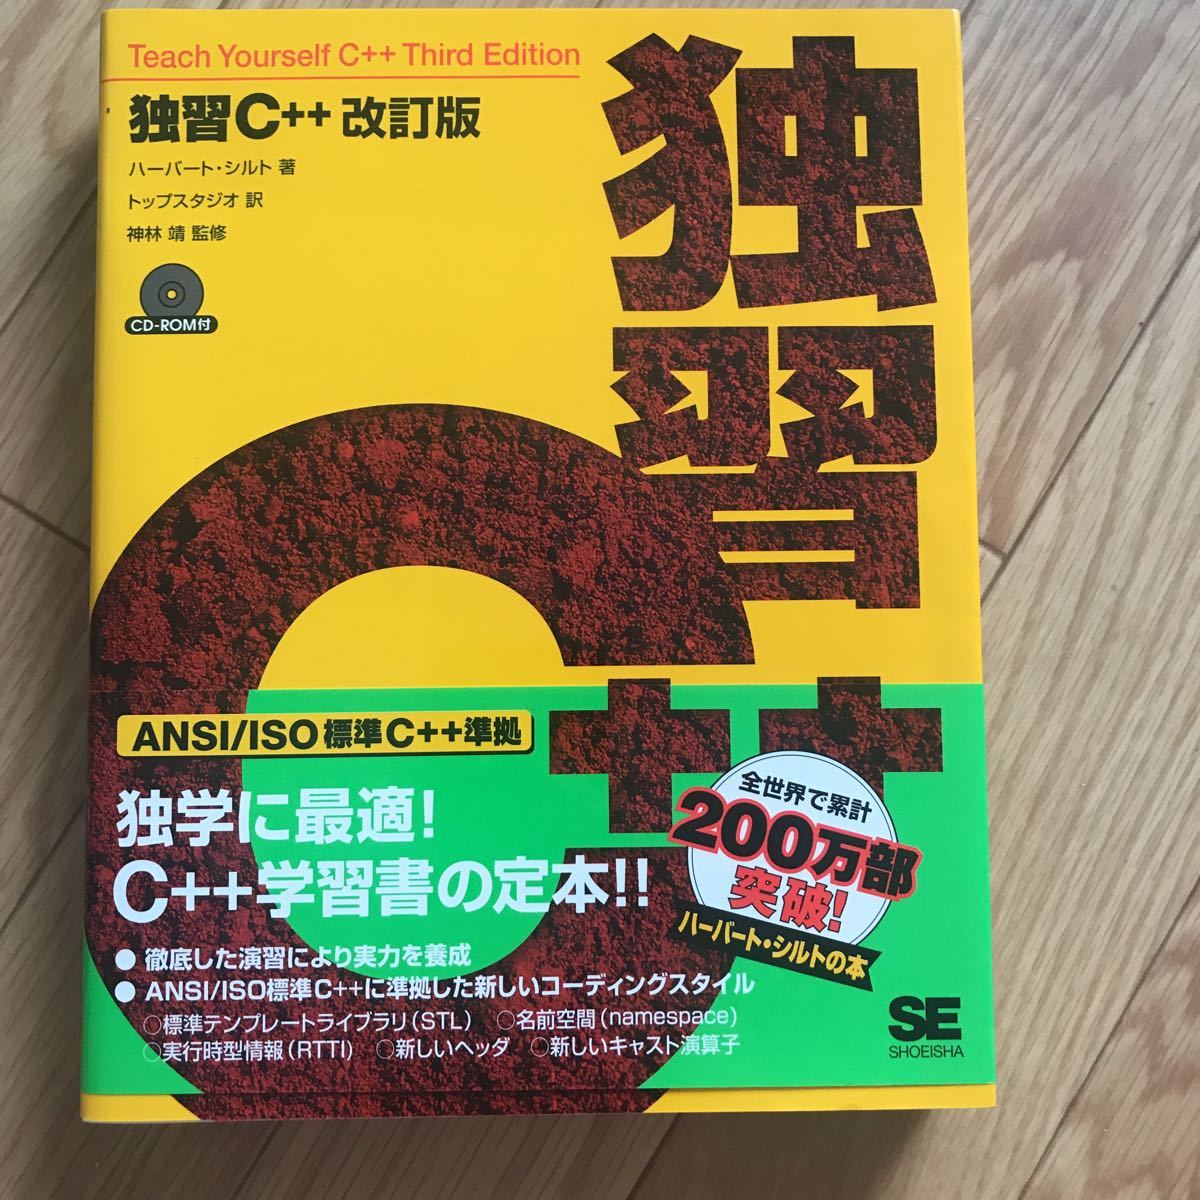 Teach Yourself C++ Third Edition
独習C++ 改訂版
ハーバート・シルト 著
トップスタジオ 訳
神林 靖 監修
CD-ROM付
独習
C++
ANSI/ISO標準C++準拠
独学に最適!
C++学習書の定本!!
● 徹底した演習により実力を養成
● ANSI/ISO標準C++に準拠した新しいコーディングスタイル
○標準テンプレートライブラリ(STL) ○名前空間(namespace)
○実行時型情報(RTTI) ○新しいヘッダ ○新しいキャスト演算子
全世界で累計
200万部
突破!
ハーバート・シルトの本
SE
SHOEISHA